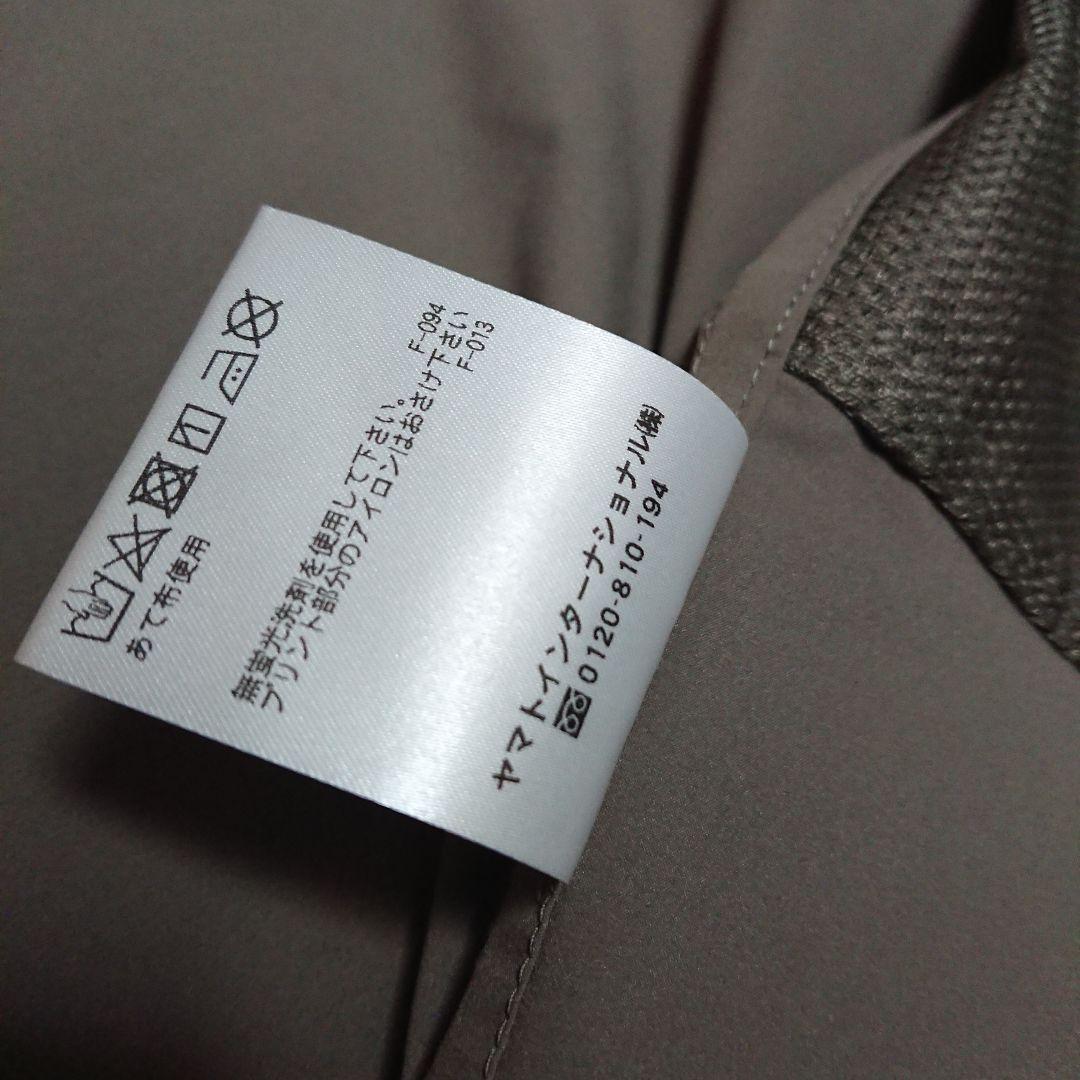 あて布使用
無蛍光洗剤を使用して下さい。 F-094
プリント部分のアイロンはおさけ下さい F-013
ヤマトインターナショナル(株)
0120-810-194